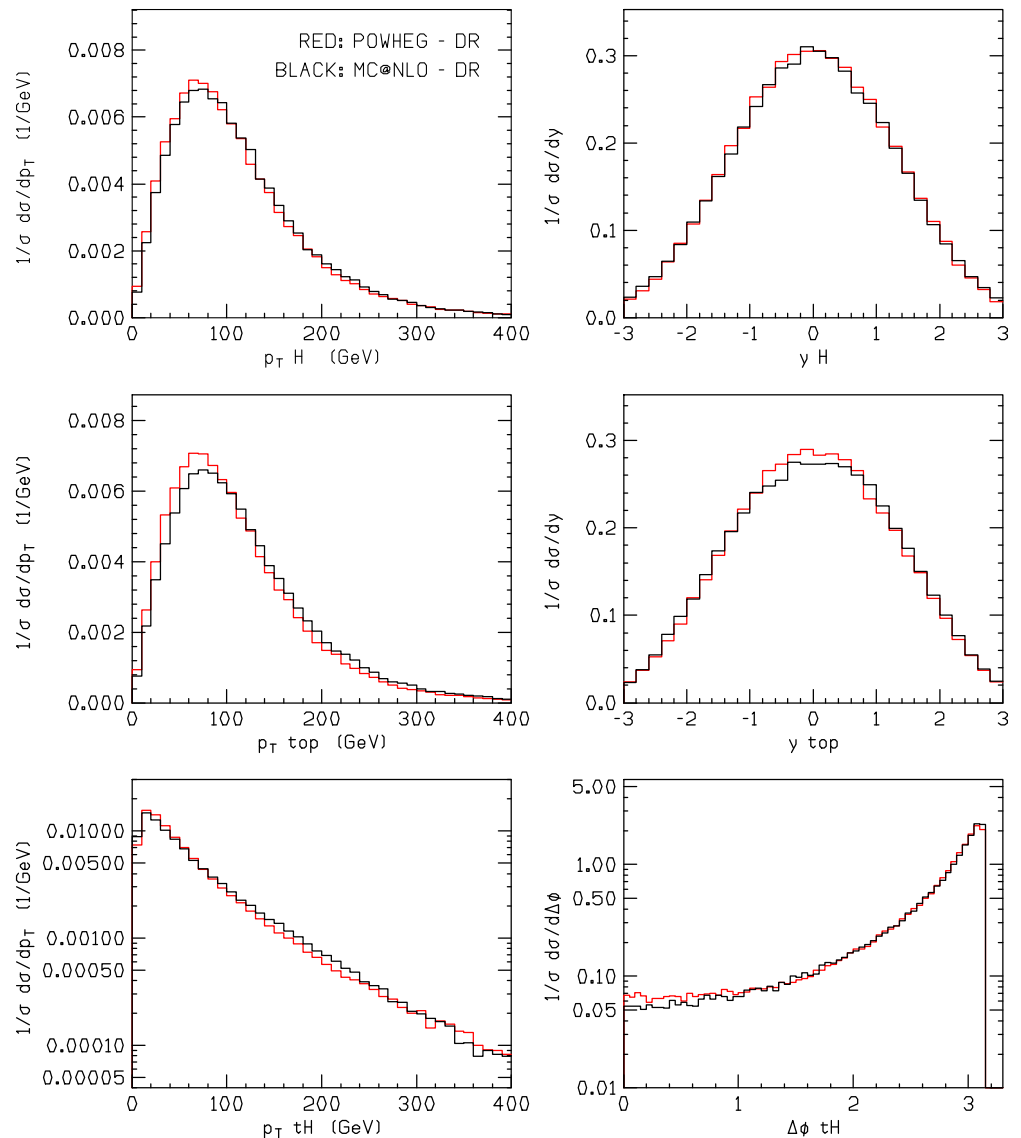 RED: POWHEG - DR
BLACK: MC@NLO - DR
1/σ dσ/dp_T (1/GeV)
0.008
0.006
0.004
0.002
0.000
0 100 200 300 400
p_T H (GeV)
1/σ dσ/dy
0.3
0.2
0.1
0.0
-3 -2 -1 0 1 2 3
y H
1/σ dσ/dp_T (1/GeV)
0.008
0.006
0.004
0.002
0.000
0 100 200 300 400
p_T top (GeV)
1/σ dσ/dy
0.3
0.2
0.1
0.0
-3 -2 -1 0 1 2 3
y top
1/σ dσ/dp_T (1/GeV)
0.01000
0.00500
0.00100
0.00050
0.00010
0.00005
0 100 200 300 400
p_T tH (GeV)
1/σ dσ/dΔϕ
5.00
1.00
0.50
0.10
0.05
0.01
0 1 2 3
Δϕ tH